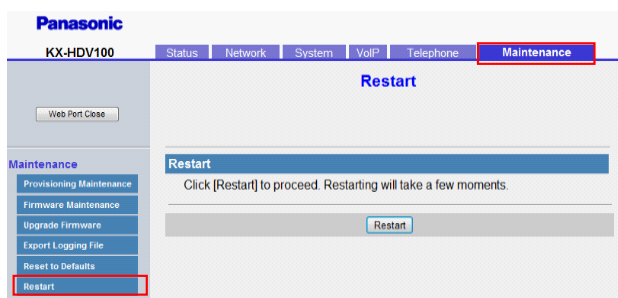 Panasonic
KX-HDV100
Status Network System VoIP Telephone Maintenance
Restart
Web Port Close
Maintenance
Provisioning Maintenance
Firmware Maintenance
Upgrade Firmware
Export Logging File
Reset to Defaults
Restart
Restart
Click [Restart] to proceed. Restarting will take a few moments.
Restart